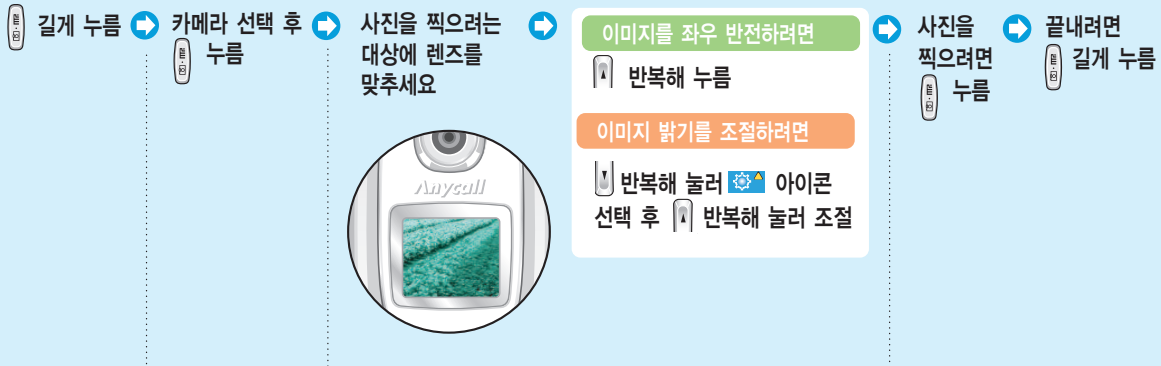 길게 누름
카메라 선택 후
누름
사진을 찍으려는
대상에 렌즈를
맞추세요
Anycall
이미지를 좌우 반전하려면
반복해 누름
이미지 밝기를 조절하려면
반복해 눌러 아이콘
선택 후 반복해 눌러 조절
사진을
찍으려면
누름
끝내려면
길게 누름